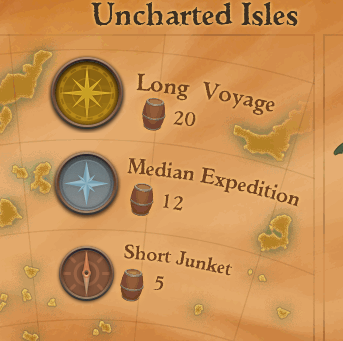 Uncharted Isles
Long Voyage
20
Median Expedition
12
Short Junket
5